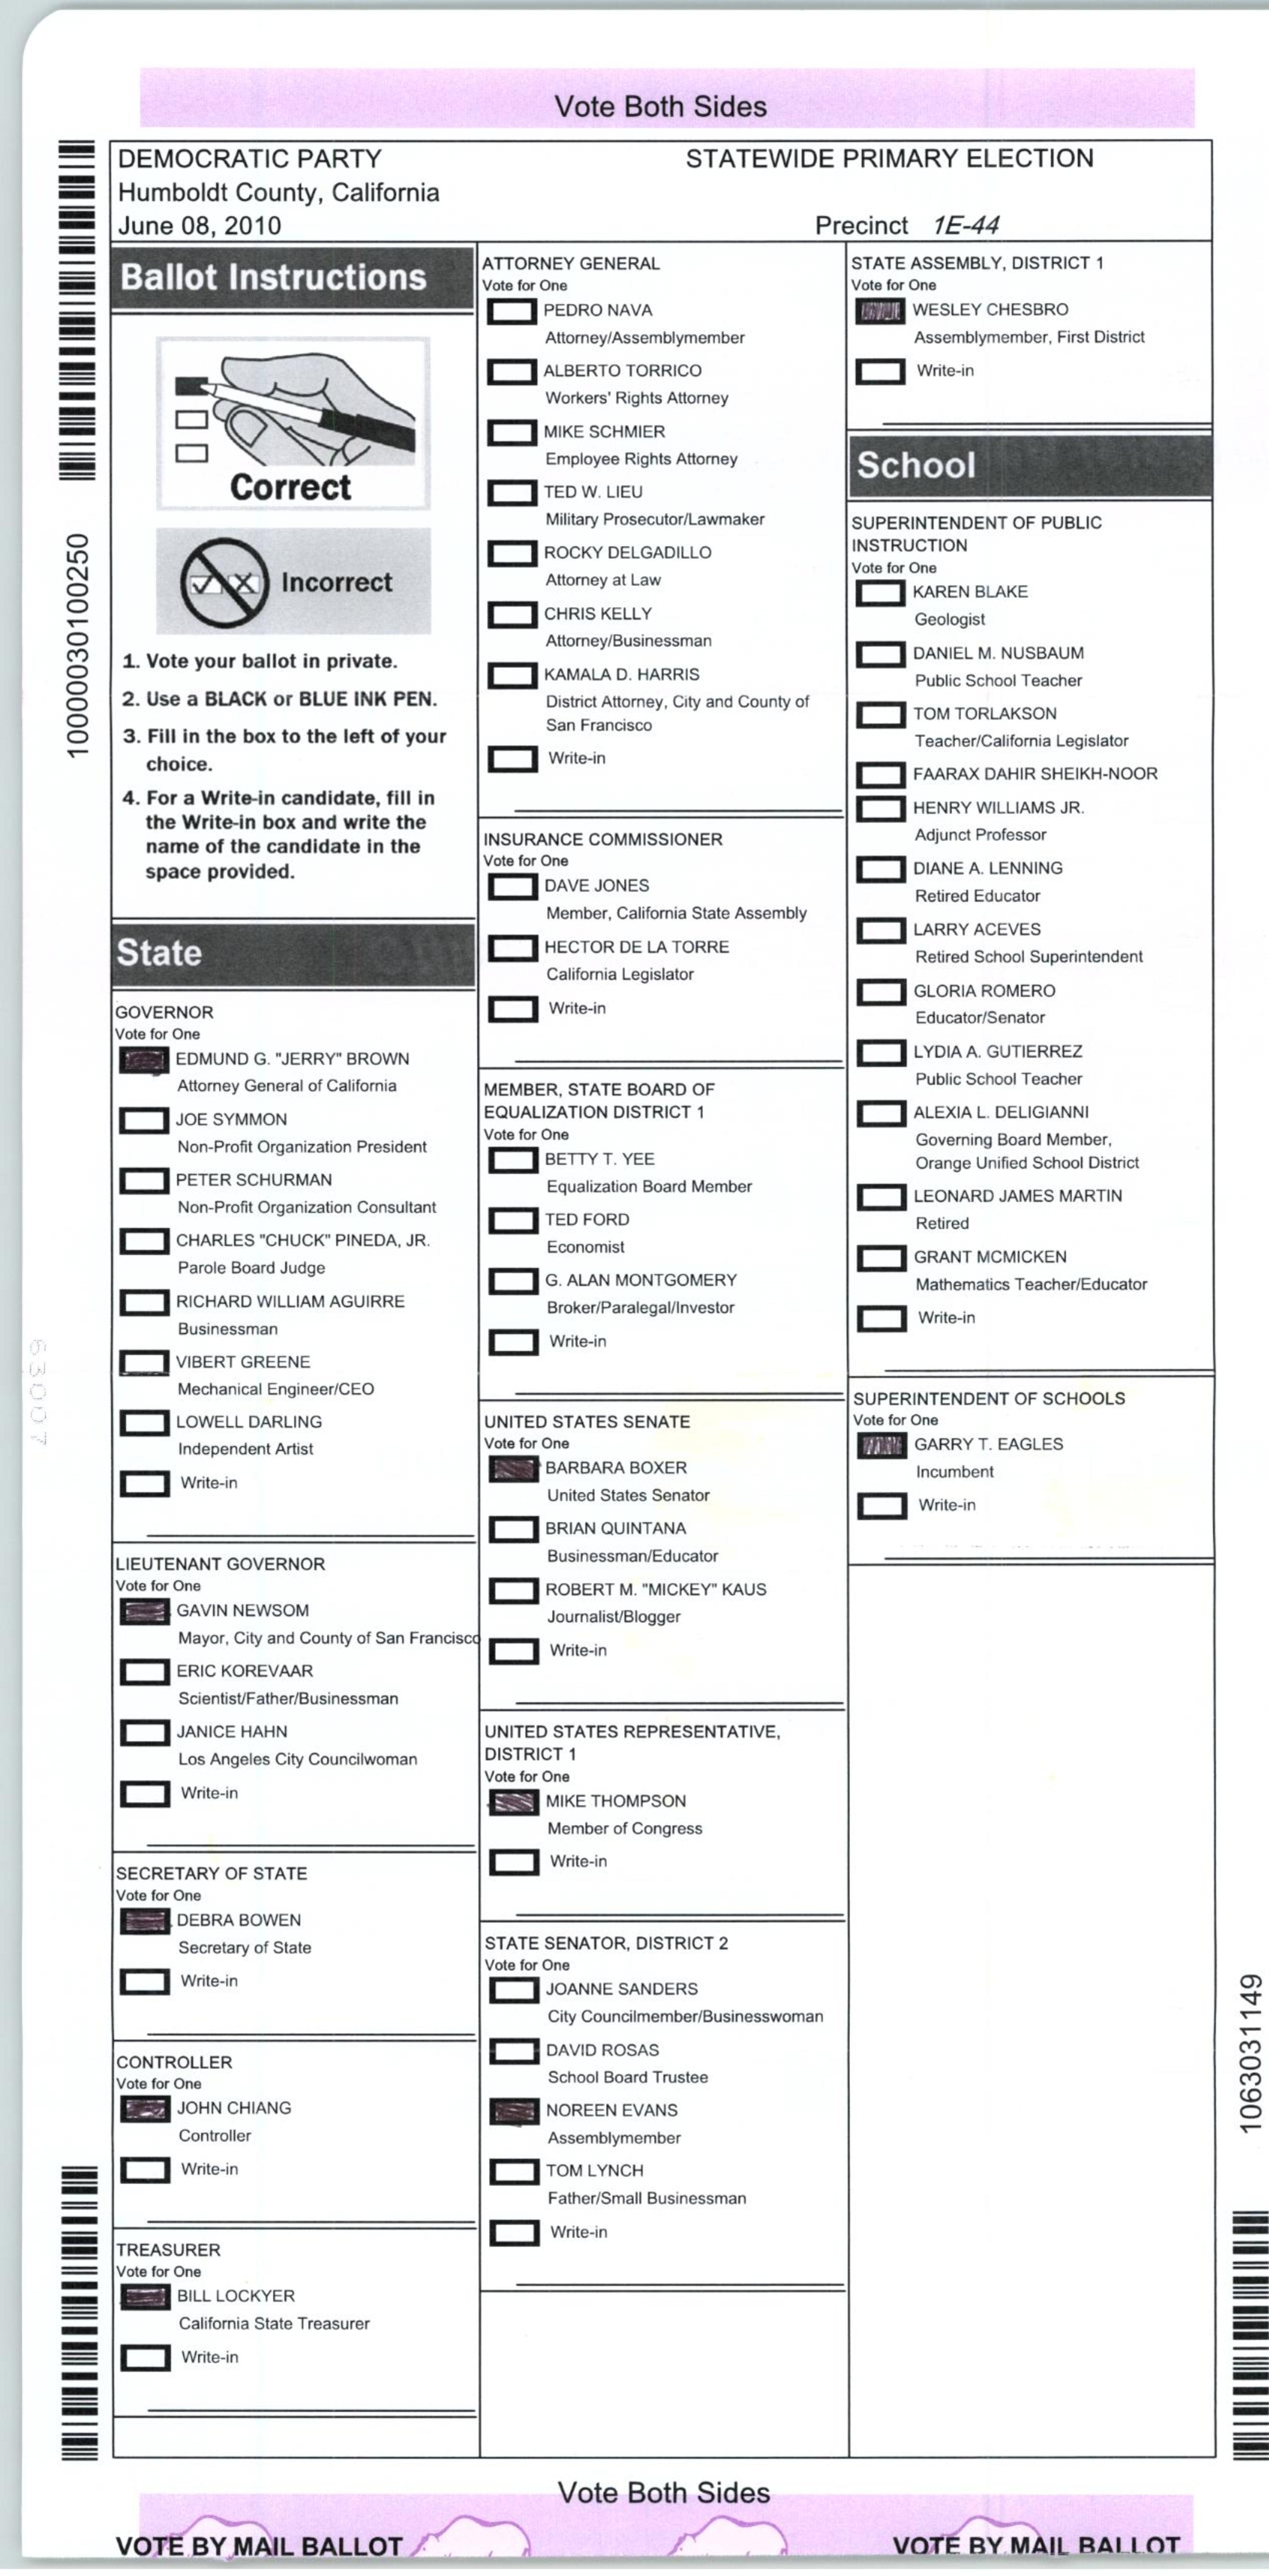 Vote Both Sides
DEMOCRATIC PARTY
STATEWIDE PRIMARY ELECTION
Humboldt County, California
June 08, 2010
Precinct 1E-44
Ballot Instructions
Correct
Incorrect
1. Vote your ballot in private.
2. Use a BLACK or BLUE INK PEN.
3. Fill in the box to the left of your
choice.
4. For a Write-in candidate, fill in
the Write-in box and write the
name of the candidate in the
space provided.
State
GOVERNOR
Vote for One
EDMUND G. "JERRY" BROWN
Attorney General of California
JOE SYMMON
Non-Profit Organization President
PETER SCHURMAN
Non-Profit Organization Consultant
CHARLES "CHUCK" PINEDA, JR.
Parole Board Judge
RICHARD WILLIAM AGUIRRE
Businessman
VIBERT GREENE
Mechanical Engineer/CEO
LOWELL DARLING
Independent Artist
Write-in
LIEUTENANT GOVERNOR
Vote for One
GAVIN NEWSOM
Mayor, City and County of San Francisco
ERIC KOREVAAR
Scientist/Father/Businessman
JANICE HAHN
Los Angeles City Councilwoman
Write-in
SECRETARY OF STATE
Vote for One
DEBRA BOWEN
Secretary of State
Write-in
CONTROLLER
Vote for One
JOHN CHIANG
Controller
Write-in
TREASURER
Vote for One
BILL LOCKYER
California State Treasurer
Write-in
ATTORNEY GENERAL
Vote for One
PEDRO NAVA
Attorney/Assemblymember
ALBERTO TORRICO
Workers' Rights Attorney
MIKE SCHMIER
Employee Rights Attorney
TED W. LIEU
Military Prosecutor/Lawmaker
ROCKY DELGADILLO
Attorney at Law
CHRIS KELLY
Attorney/Businessman
KAMALA D. HARRIS
District Attorney, City and County of
San Francisco
Write-in
INSURANCE COMMISSIONER
Vote for One
DAVE JONES
Member, California State Assembly
HECTOR DE LA TORRE
California Legislator
Write-in
MEMBER, STATE BOARD OF
EQUALIZATION DISTRICT 1
Vote for One
BETTY T. YEE
Equalization Board Member
TED FORD
Economist
G. ALAN MONTGOMERY
Broker/Paralegal/Investor
Write-in
UNITED STATES SENATE
Vote for One
BARBARA BOXER
United States Senator
BRIAN QUINTANA
Businessman/Educator
ROBERT M. "MICKEY" KAUS
Journalist/Blogger
Write-in
UNITED STATES REPRESENTATIVE,
DISTRICT 1
Vote for One
MIKE THOMPSON
Member of Congress
Write-in
STATE SENATOR, DISTRICT 2
Vote for One
JOANNE SANDERS
City Councilmember/Businesswoman
DAVID ROSAS
School Board Trustee
NOREEN EVANS
Assemblymember
TOM LYNCH
Father/Small Businessman
Write-in
STATE ASSEMBLY, DISTRICT 1
Vote for One
WESLEY CHESBRO
Assemblymember, First District
Write-in
School
SUPERINTENDENT OF PUBLIC
INSTRUCTION
Vote for One
KAREN BLAKE
Geologist
DANIEL M. NUSBAUM
Public School Teacher
TOM TORLAKSON
Teacher/California Legislator
FAARAX DAHIR SHEIKH-NOOR
HENRY WILLIAMS JR.
Adjunct Professor
DIANE A. LENNING
Retired Educator
LARRY ACEVES
Retired School Superintendent
GLORIA ROMERO
Educator/Senator
LYDIA A. GUTIERREZ
Public School Teacher
ALEXIA L. DELIGIANNI
Governing Board Member,
Orange Unified School District
LEONARD JAMES MARTIN
Retired
GRANT MCMICKEN
Mathematics Teacher/Educator
Write-in
SUPERINTENDENT OF SCHOOLS
Vote for One
GARRY T. EAGLES
Incumbent
Write-in
10000030100250
63007
1063031149
Vote Both Sides
VOTE BY MAIL BALLOT
VOTE BY MAIL BALLOT